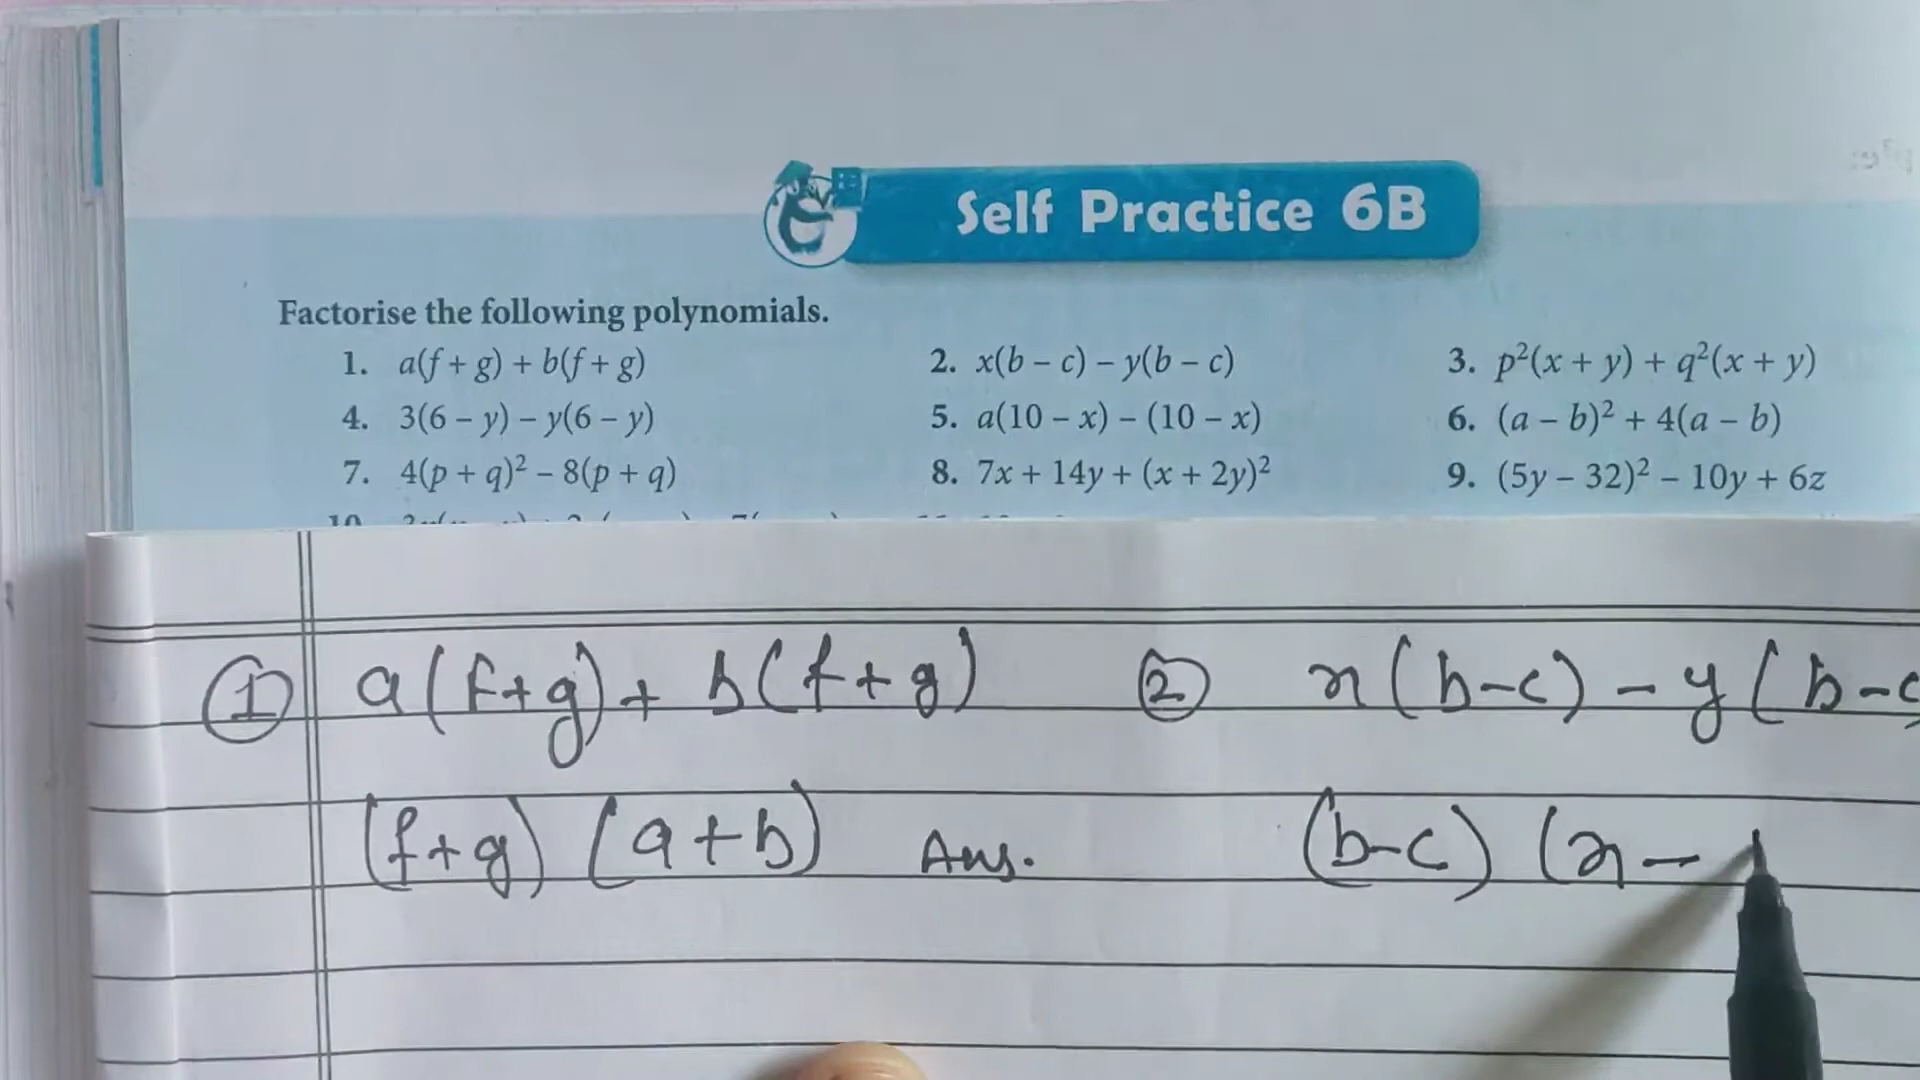 Self Practice 6B
Factorise the following polynomials.
1. a(f + g) + b(f + g) 2. x(b – c) – y(b – c) 3. p²(x + y) + q²(x + y)
4. 3(6 – y) – y(6 – y) 5. a(10 – x) – (10 – x) 6. (a – b)² + 4(a – b)
7. 4(p + q)² – 8(p + q) 8. 7x + 14y + (x + 2y)² 9. (5y – 32)² – 10y + 6z
① a(f+g) + b(f+g) ② x(b-c) - y(b-c
(f+g) (a+b) Ans. (b-c) (x -